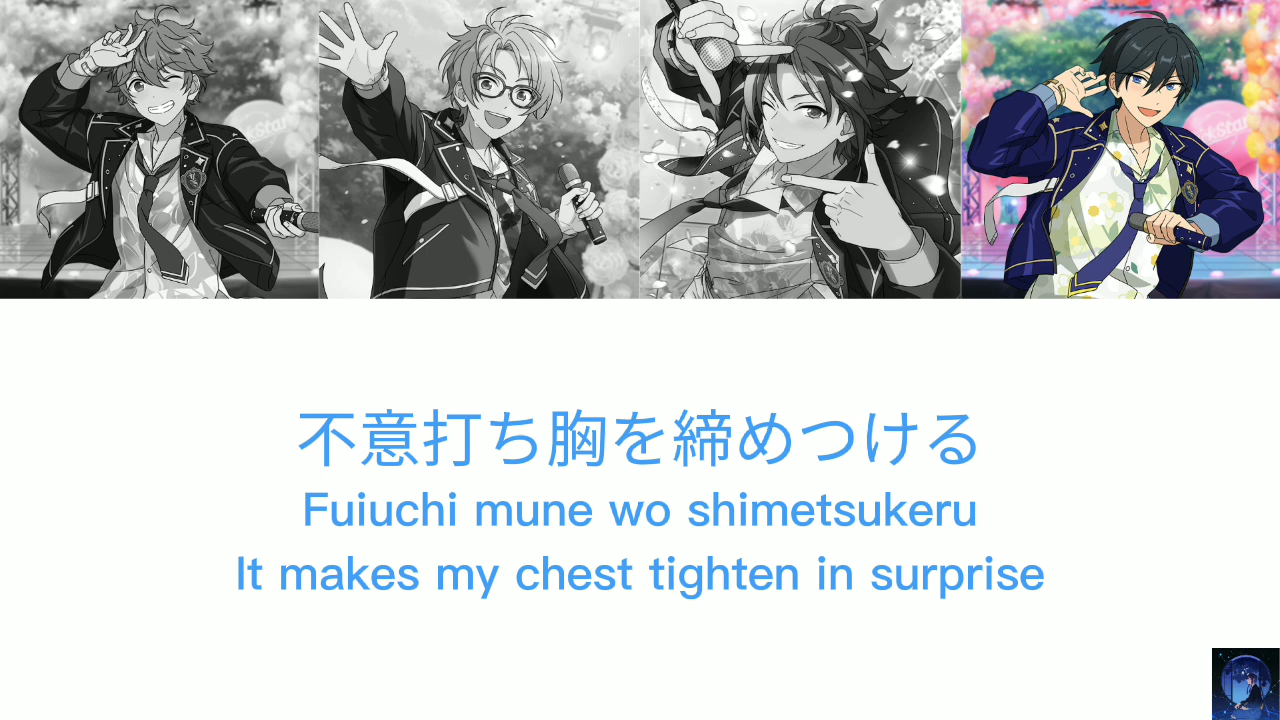 不意打ち胸を締めつける
Fuiuchi mune wo shimetsukeru
It makes my chest tighten in surprise